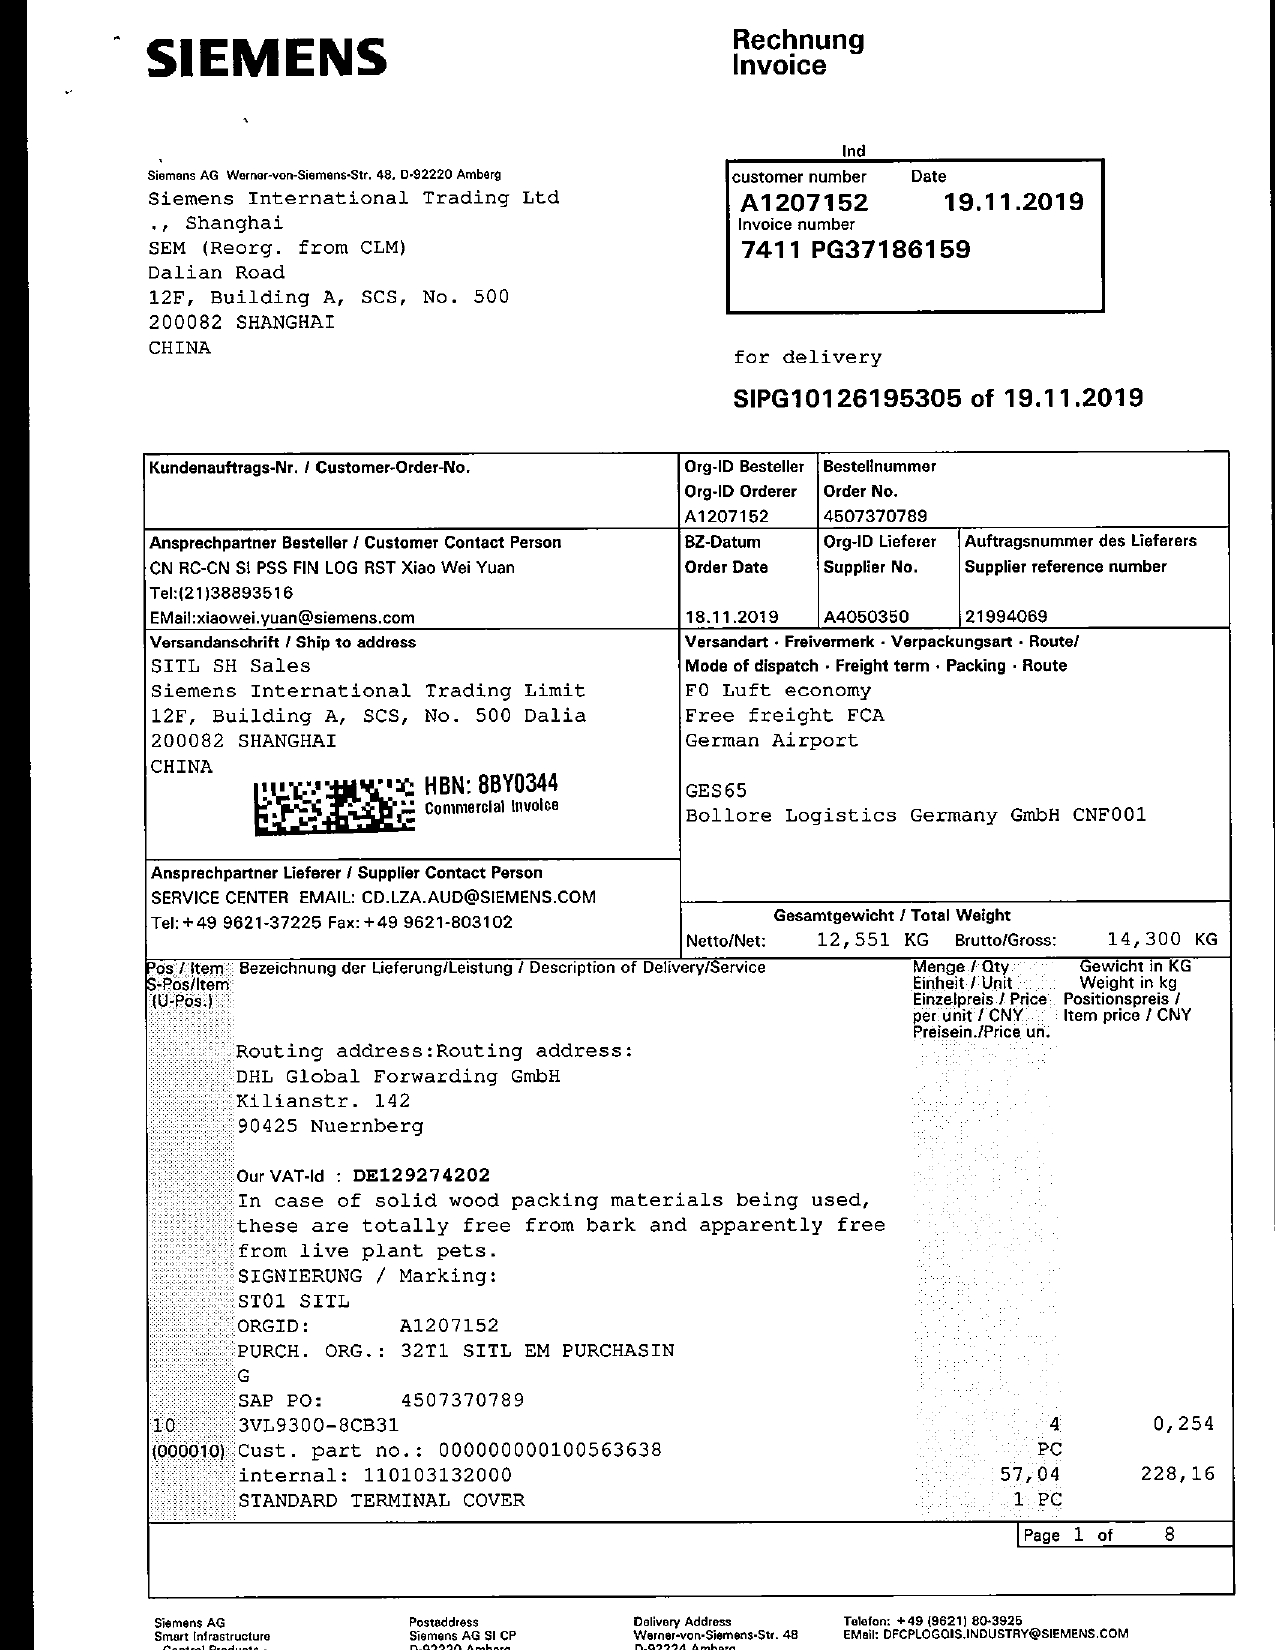 SIEMENS
Rechnung
Invoice
Ind
Siemens AG Werner-von-Siemens-Str. 48, D-92220 Amberg
Siemens International Trading Ltd
., Shanghai
SEM (Reorg. from CLM)
Dalian Road
12F, Building A, SCS, No. 500
200082 SHANGHAI
CHINA
customer number Date
A1207152 19.11.2019
Invoice number
7411 PG37186159
for delivery
SIPG10126195305 of 19.11.2019
Kundenauftrags-Nr. / Customer-Order-No.
Org-ID Besteller Bestellnummer
Org-ID Orderer Order No.
A1207152 4507370789
Ansprechpartner Besteller / Customer Contact Person
CN RC-CN SI PSS FIN LOG RST Xiao Wei Yuan
Tel:(21)38893516
EMail:xiaowei.yuan@siemens.com
BZ-Datum Org-ID Lieferer Auftragsnummer des Lieferers
Order Date Supplier No. Supplier reference number
18.11.2019 A4050350 21994069
Versandanschrift / Ship to address
SITL SH Sales
Siemens International Trading Limit
12F, Building A, SCS, No. 500 Dalia
200082 SHANGHAI
CHINA
HBN: 8BY0344
Commercial Invoice
Versandart · Freivermerk · Verpackungsart · Route/
Mode of dispatch · Freight term · Packing · Route
F0 Luft economy
Free freight FCA
German Airport
GES65
Bollore Logistics Germany GmbH CNF001
Ansprechpartner Lieferer / Supplier Contact Person
SERVICE CENTER EMAIL: CD.LZA.AUD@SIEMENS.COM
Tel:+49 9621-37225 Fax:+49 9621-803102
Gesamtgewicht / Total Weight
Netto/Net: 12,551 KG Brutto/Gross: 14,300 KG
Pos / Item Bezeichnung der Lieferung/Leistung / Description of Delivery/Service Menge / Qty Gewicht in KG
S-Pos/Item Einheit / Unit Weight in kg
(U-Pos.) Einzelpreis / Price Positionspreis /
per unit / CNY Item price / CNY
Preisein./Price un.
Routing address:Routing address:
DHL Global Forwarding GmbH
Kilianstr. 142
90425 Nuernberg
Our VAT-Id : DE129274202
In case of solid wood packing materials being used,
these are totally free from bark and apparently free
from live plant pets.
SIGNIERUNG / Marking:
ST01 SITL
ORGID: A1207152
PURCH. ORG.: 32T1 SITL EM PURCHASIN
G
SAP PO: 4507370789
10 3VL9300-8CB31 4 0,254
(000010) Cust. part no.: 000000000100563638 PC
internal: 110103132000 57,04 228,16
STANDARD TERMINAL COVER 1 PC
Page 1 of 8
Siemens AG Postaddress Delivery Address Telefon: +49 (9621) 80-3925
Smart Infrastructure Siemens AG SI CP Werner-von-Siemens-Str. 48 EMail: DFCPLOGOIS.INDUSTRY@SIEMENS.COM
Control Products D-92220 Amberg D-92224 Amberg